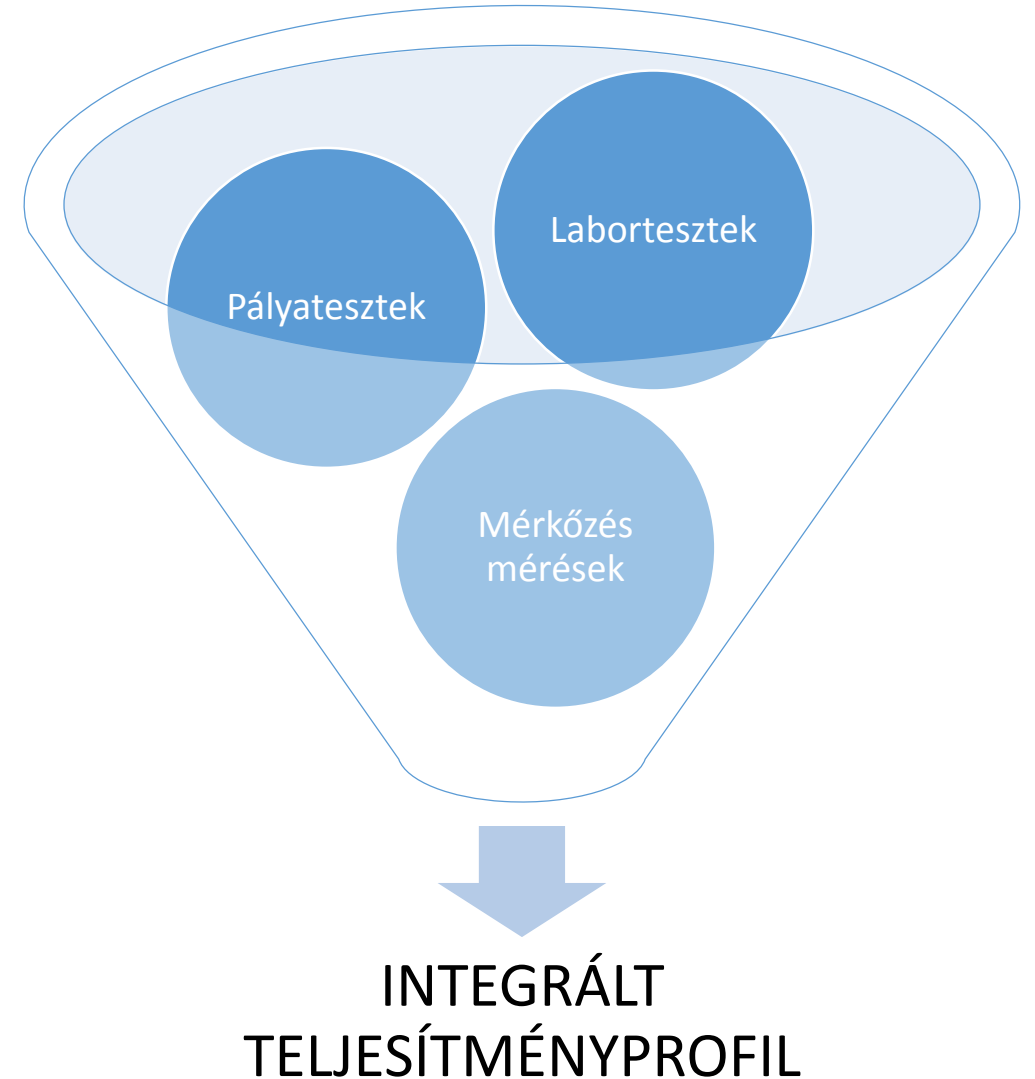 Labortesztek
Pályatesztek
Mérkőzés
mérések
INTEGRÁLT
TELJESÍTMÉNYPROFIL